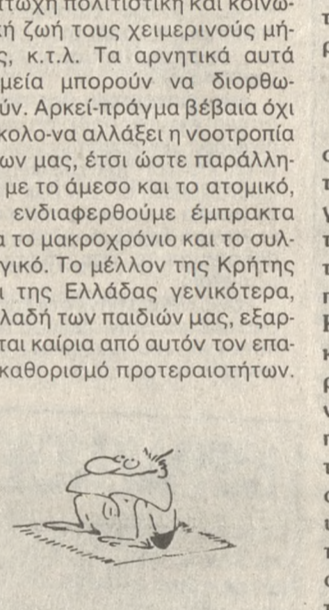 πτωχή πολιτιστική και κοινω-
κή ζωή τους χειμερινούς μή-
ς, κ.τ.λ. Τα αρνητικά αυτά
μεία μπορούν να διορθω-
ύν. Αρκεί-πράγμα βέβαια όχι
κολο-να αλλάξει η νοοτροπία
ων μας, έτσι ώστε παράλλη-
με το άμεσο και το ατομικό,
ενδιαφερθούμε έμπρακτα
α το μακροχρόνιο και το συλ-
γικό. Το μέλλον της Κρήτης
ι της Ελλάδας γενικότερα,
λαδή των παιδιών μας, εξαρ-
ται καίρια από αυτόν τον επα-
καθορισμό προτεραιοτήτων.